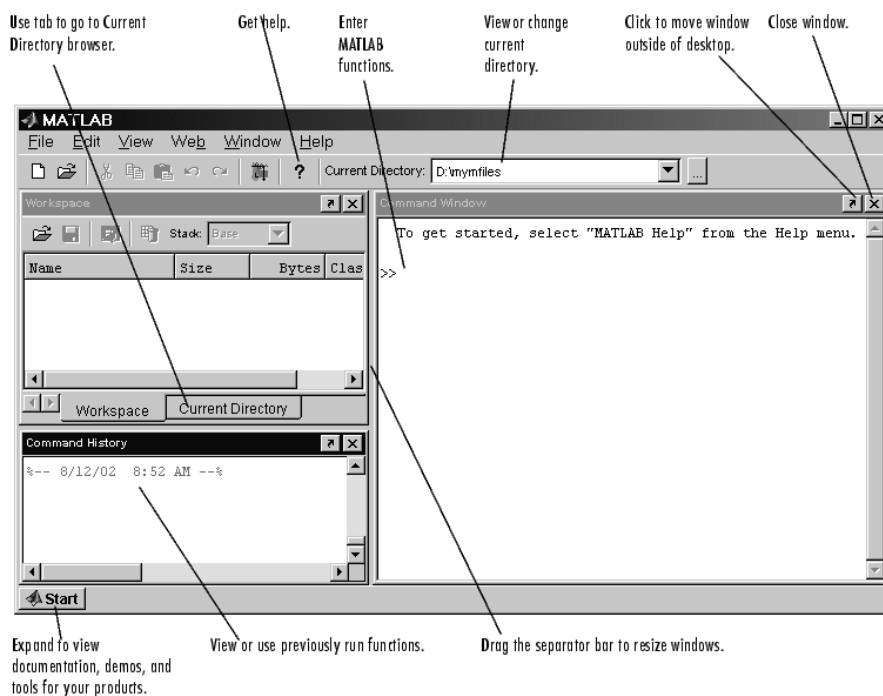 Use tab to go to Current
Directory browser.
Get help.
Enter
MATLAB
functions.
View or change
current
directory.
Click to move window
outside of desktop.
Close window.
MATLAB
File Edit View Web Window Help
? Current Directory: D:\mymfiles ...
Workspace
Stack: Base
Name Size Bytes Clas
Workspace Current Directory
Command History
%-- 8/12/02 8:52 AM --%
Command Window
To get started, select "MATLAB Help" from the Help menu.
>>
Start
Expand to view
documentation, demos, and
tools for your products.
View or use previously run functions.
Drag the separator bar to resize windows.